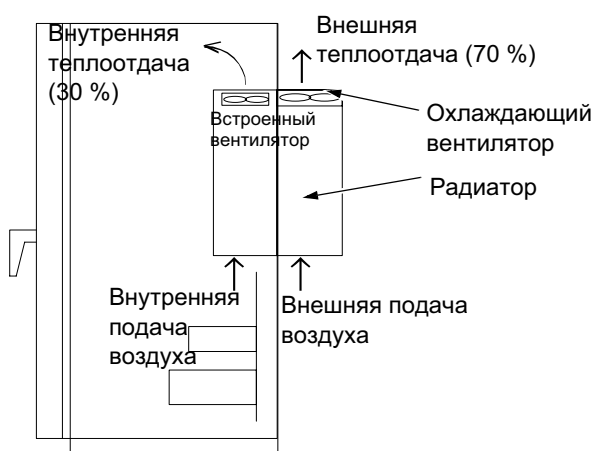 Внутренняя
теплоотдача
(30 %)
Внешняя
теплоотдача (70 %)
Встроенный
вентилятор
Охлаждающий
вентилятор
Радиатор
Внутренняя
подача
воздуха
Внешняя подача
воздуха